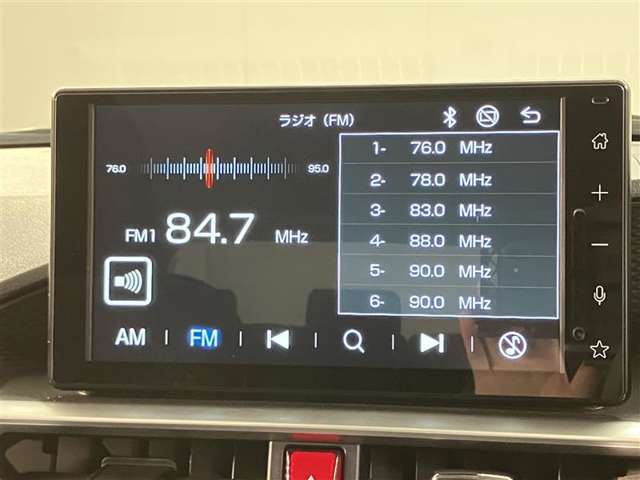 ラジオ（FM）
76.0 95.0
FM1 84.7 MHz
1- 76.0 MHz
2- 78.0 MHz
3- 83.0 MHz
4- 88.0 MHz
5- 90.0 MHz
6- 90.0 MHz
AM FM